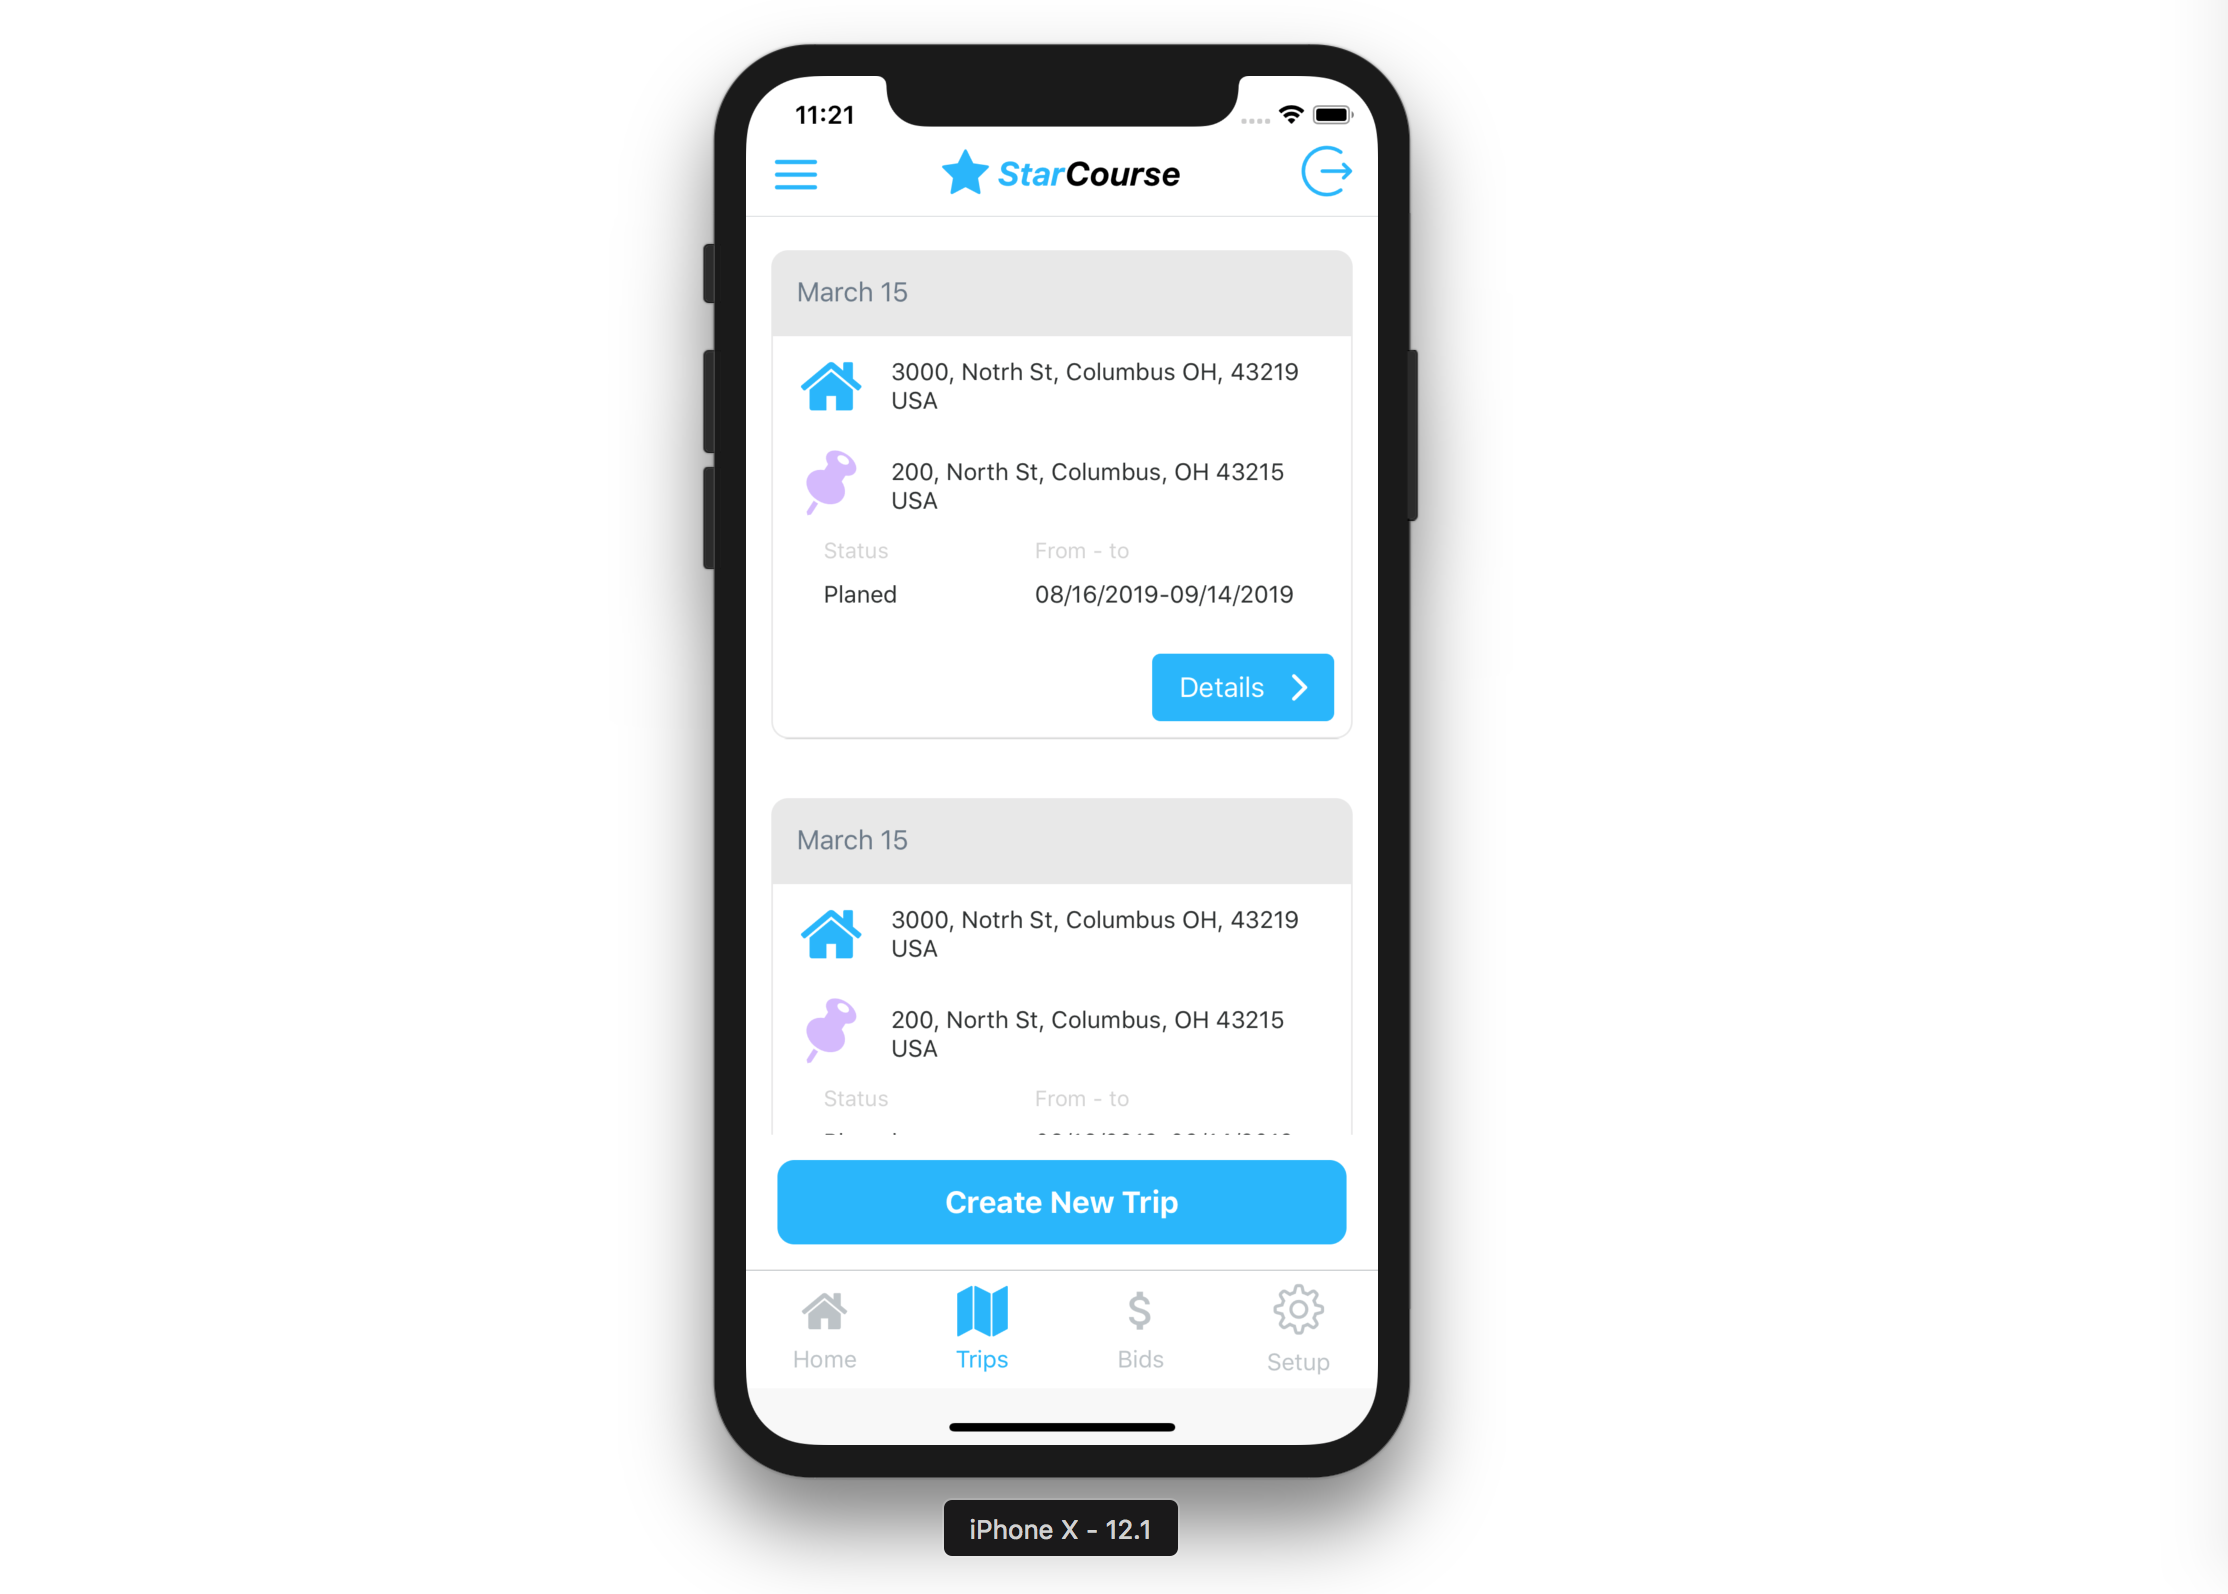 11:21
StarCourse
March 15
3000, Notrh St, Columbus OH, 43219
USA
200, North St, Columbus, OH 43215
USA
Status From - to
Planed 08/16/2019-09/14/2019
Details
March 15
3000, Notrh St, Columbus OH, 43219
USA
200, North St, Columbus, OH 43215
USA
Status From - to
Create New Trip
Home Trips $ Bids Setup
iPhone X - 12.1